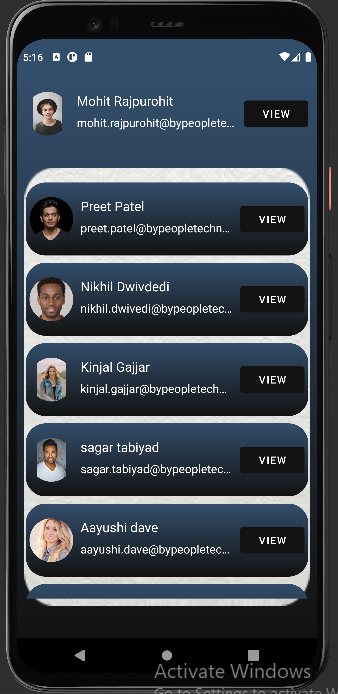 5:16
Mohit Rajpurohit
mohit.rajpurohit@bypeoplete...
VIEW
Preet Patel
preet.patel@bypeopletechn...
VIEW
Nikhil Dwivdedi
nikhil.dwivedi@bypeopletec...
VIEW
Kinjal Gajjar
kinjal.gajjar@bypeopletech...
VIEW
sagar tabiyad
sagar.tabiyad@bypeopletec...
VIEW
Aayushi dave
aayushi.dave@bypeopletec...
VIEW
Activate Windows
Go to Settings to activate W